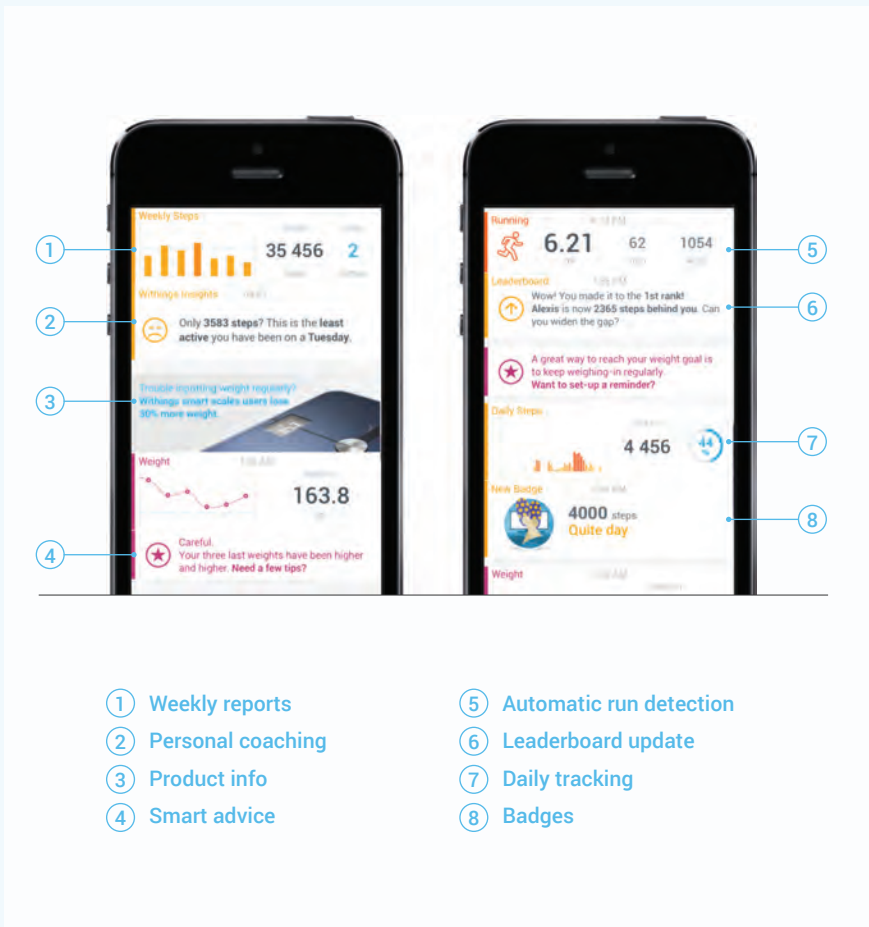 Weekly Steps
35 456
2
Withings Insights
Only 3583 steps? This is the least
active you have been on a Tuesday.
Trouble inputting weight regularly?
Withings smart scales users lose
30% more weight.
Weight
163.8
Careful.
Your three last weights have been higher
and higher. Need a few tips?
1
2
3
4
Running
6.21
62
1054
Leaderboard
Wow! You made it to the 1st rank!
Alexis is now 2365 steps behind you. Can
you widen the gap?
A great way to reach your weight goal is
to keep weighing-in regularly.
Want to set-up a reminder?
Daily Steps
4 456
44
%
New Badge
4000 steps
Quite day
Weight
5
6
7
8
1 Weekly reports
2 Personal coaching
3 Product info
4 Smart advice
5 Automatic run detection
6 Leaderboard update
7 Daily tracking
8 Badges